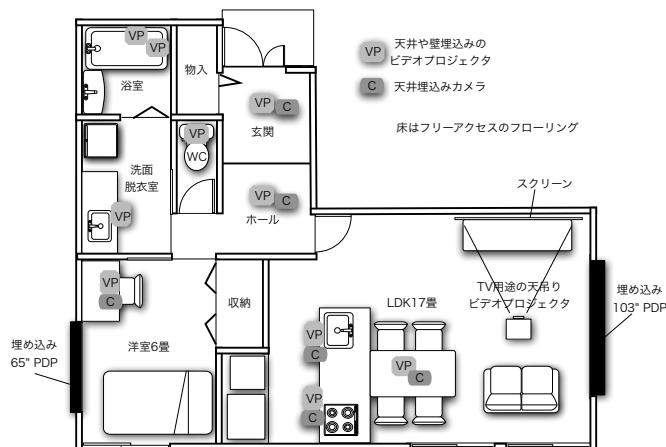 VP
天井や壁埋込みの
ビデオプロジェクタ
C
天井埋込みカメラ
床はフリーアクセスのフローリング
VP
VP
浴室
物入
VP
C
玄関
VP
WC
洗面
脱衣室
VP
VP
C
ホール
スクリーン
VP
C
収納
LDK17畳
TV用途の天吊り
ビデオプロジェクタ
埋め込み
103" PDP
埋め込み
65" PDP
洋室6畳
VP
C
VP
C
VP
C